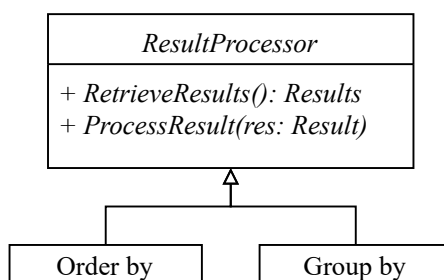 ResultProcessor
+ RetrieveResults(): Results
+ ProcessResult(res: Result)
Order by
Group by